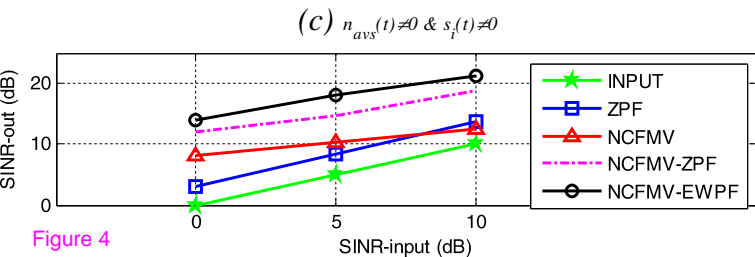 (c) n_avs(t)≠0 & s_i(t)≠0
20
10
0
SINR-out (dB)
0 5 10
SINR-input (dB)
INPUT
ZPF
NCFMV
NCFMV-ZPF
NCFMV-EWPF
Figure 4